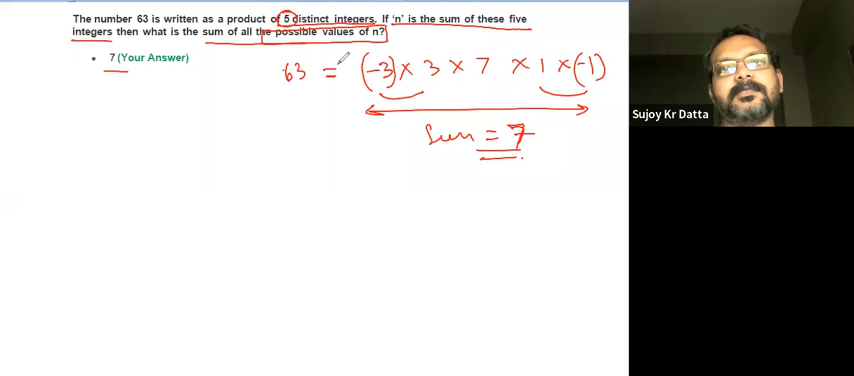 The number 63 is written as a product of 5 distinct integers. If 'n' is the sum of these five
integers then what is the sum of all the possible values of n?
• 7 (Your Answer)
63 = (-3) × 3 × 7 × 1 × (-1)
Sum = 7
Sujoy Kr Datta